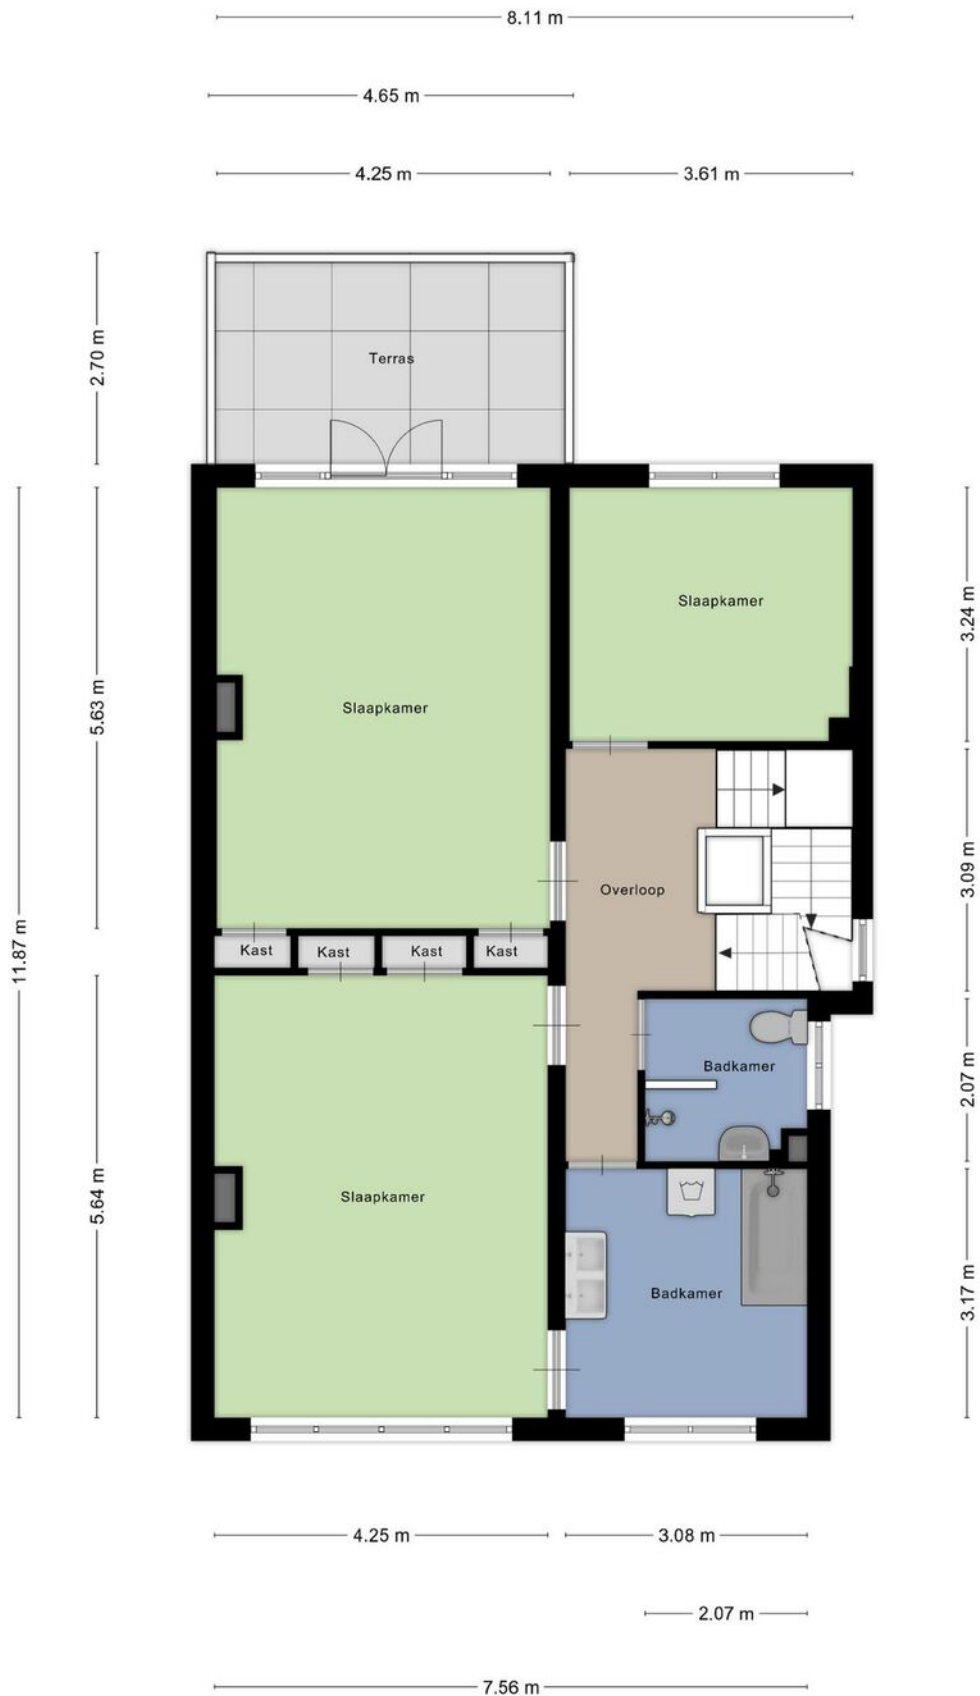 8.11 m
4.65 m
4.25 m
3.61 m
2.70 m
Terras
11.87 m
5.63 m
Slaapkamer
Slaapkamer
3.24 m
Overloop
3.09 m
Kast
Kast
Kast
Kast
Badkamer
2.07 m
5.64 m
Slaapkamer
Badkamer
3.17 m
4.25 m
3.08 m
2.07 m
7.56 m